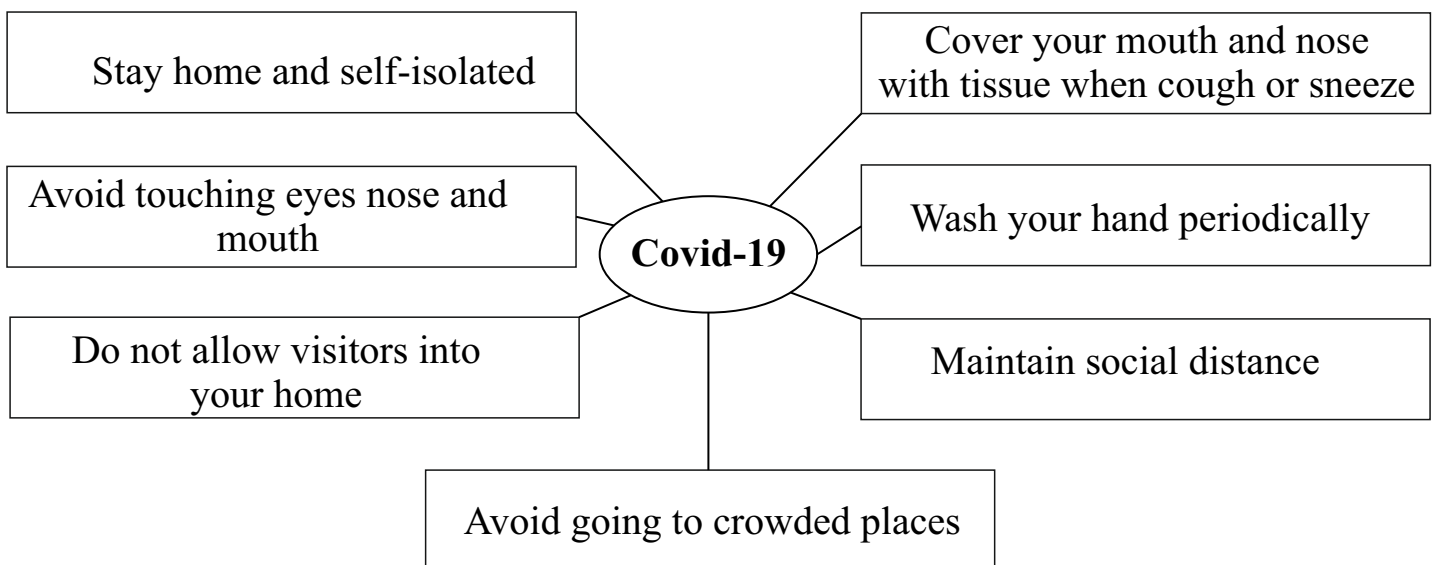 Stay home and self-isolated
Cover your mouth and nose
with tissue when cough or sneeze
Avoid touching eyes nose and
mouth
Covid-19
Wash your hand periodically
Do not allow visitors into
your home
Maintain social distance
Avoid going to crowded places